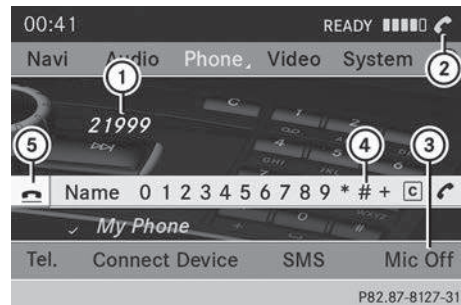 00:41 READY
Navi Audio Phone Video System
1
2
21999
5
4
3
Name 0 1 2 3 4 5 6 7 8 9 * # + C
My Phone
Tel. Connect Device SMS Mic Off
P82.87-8127-31